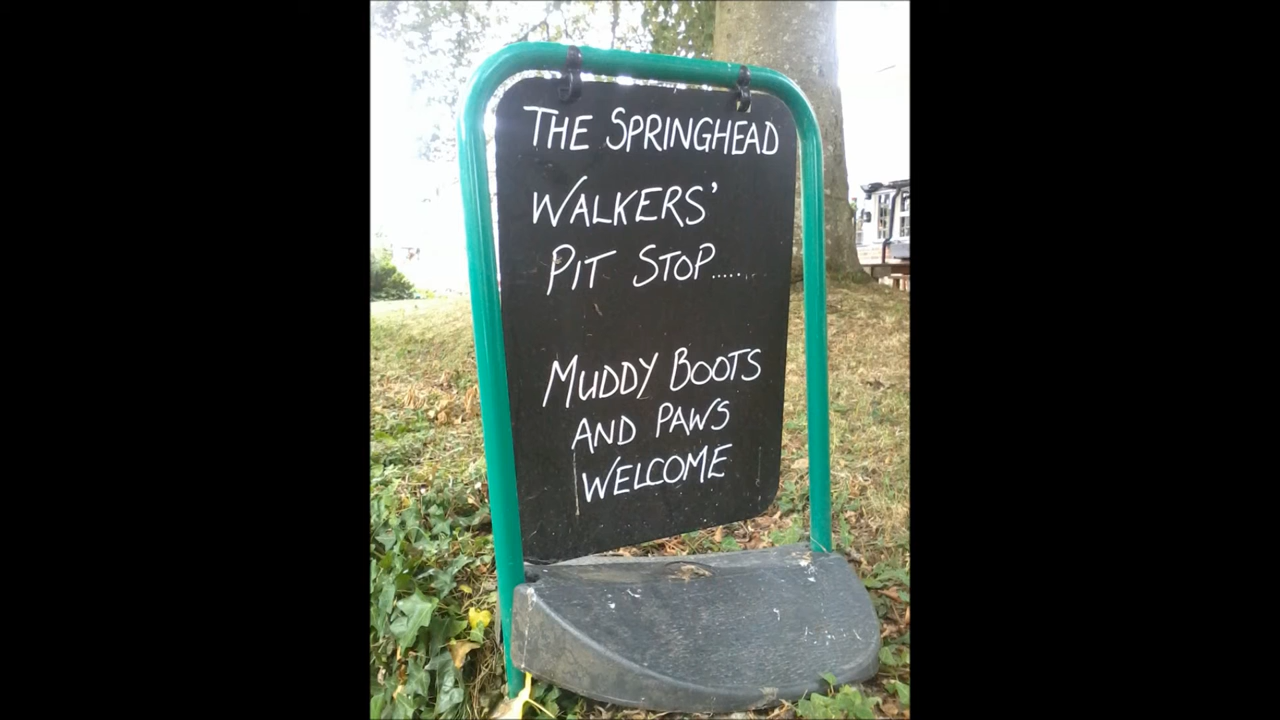 THE SPRINGHEAD
WALKERS'
PIT STOP.....
MUDDY BOOTS
AND PAWS
WELCOME